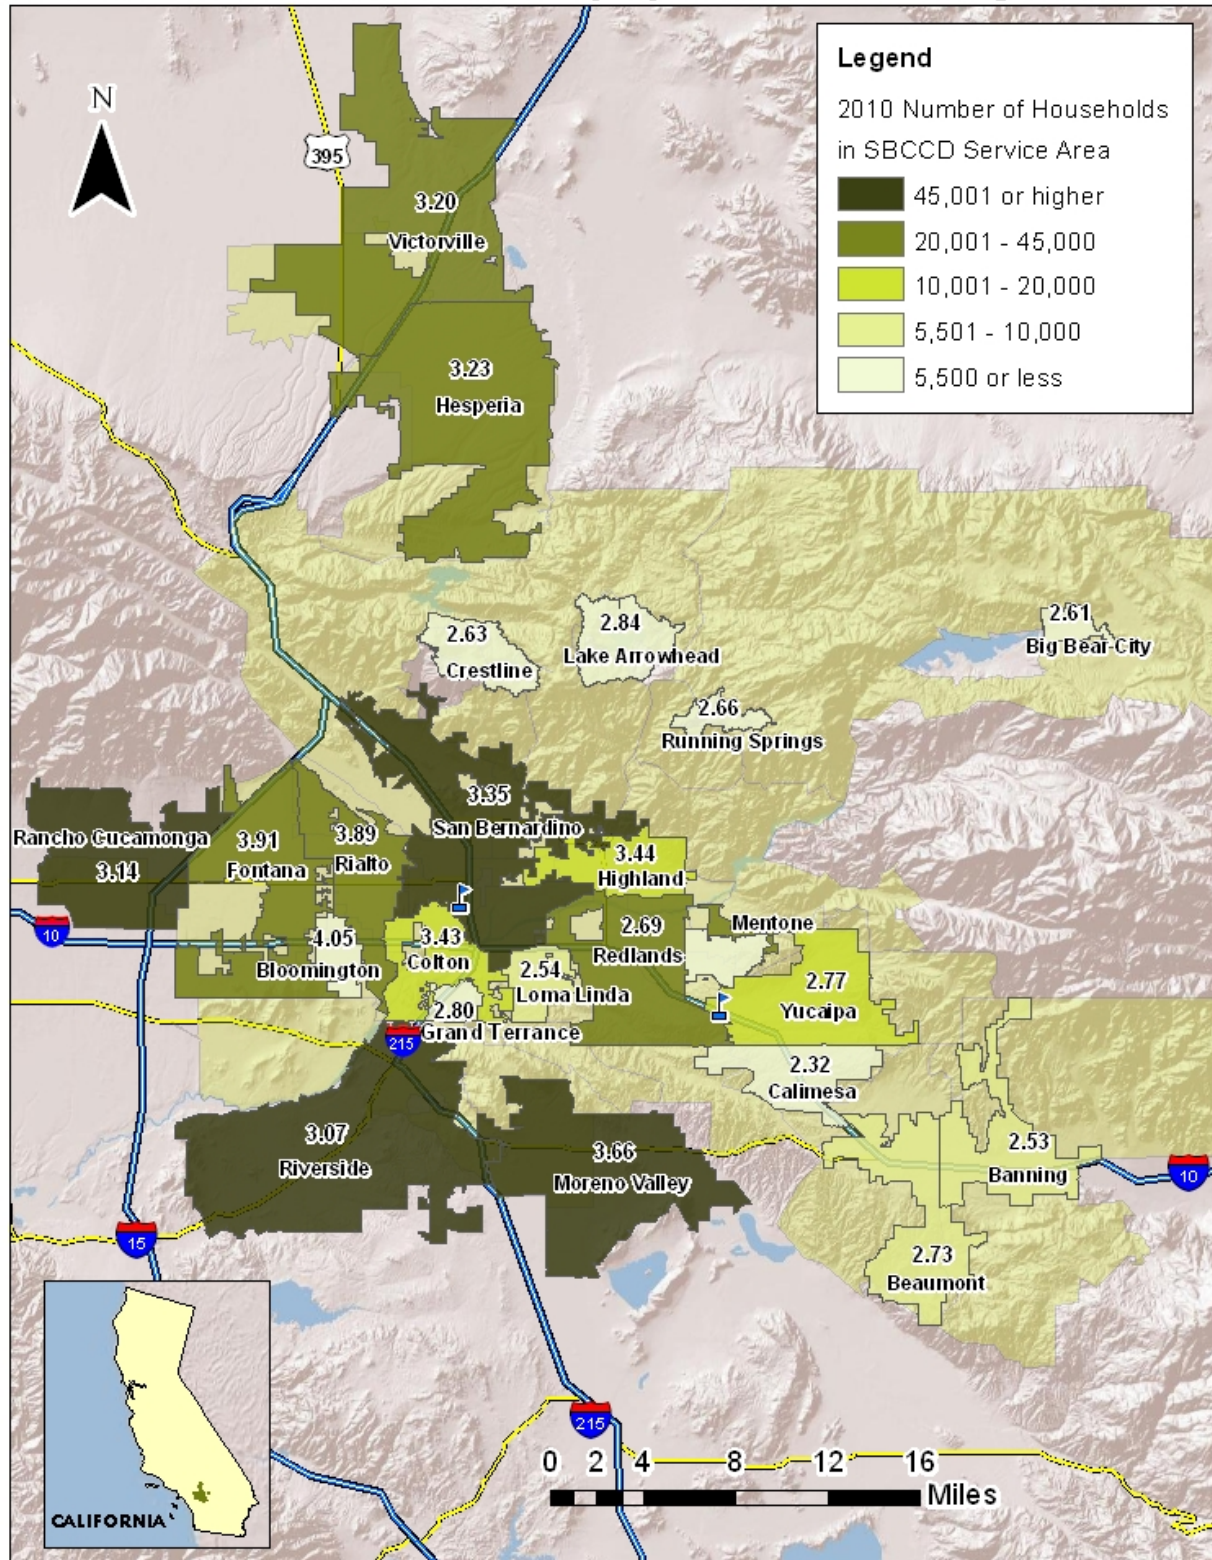 N
Legend
2010 Number of Households
in SBCCD Service Area
45,001 or higher
20,001 - 45,000
10,001 - 20,000
5,501 - 10,000
5,500 or less
395
3.20
Victorville
3.23
Hesperia
2.63
Crestline
2.84
Lake Arrowhead
2.61
Big Bear City
2.66
Running Springs
Rancho Cucamonga
3.14
3.91
Fontana
3.89
Rialto
3.35
San Bernardino
3.44
Highland
10
4.05
Bloomington
3.43
Colton
2.54
Loma Linda
2.69
Redlands
Mentone
2.77
Yucaipa
2.80
Grand Terrance
215
2.32
Calimesa
3.07
Riverside
3.66
Moreno Valley
2.53
Banning
10
15
2.73
Beaumont
CALIFORNIA
215
0 2 4 8 12 16
Miles